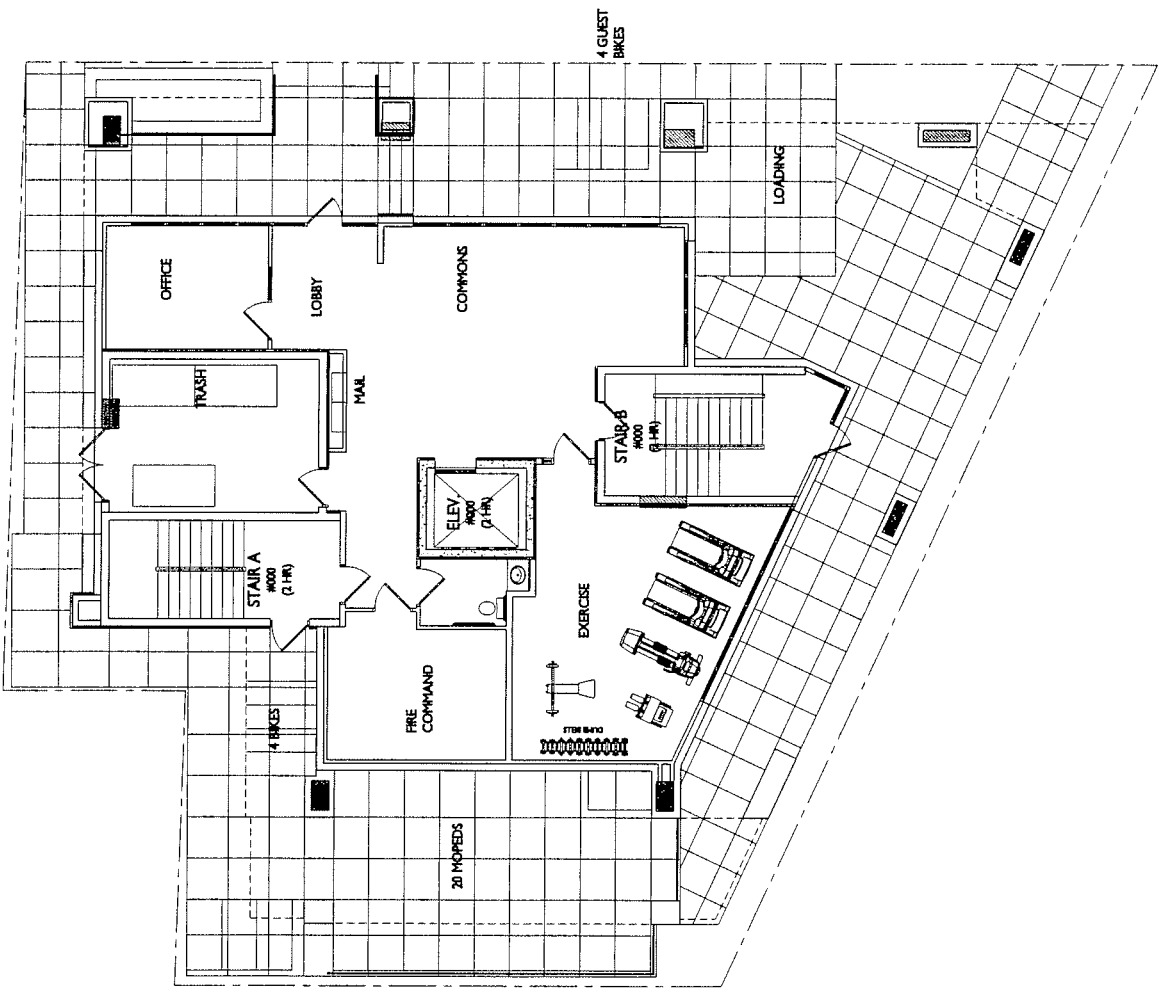 4 GUEST
BIKES
LOADING
OFFICE
LOBBY
COMMONS
TRASH
MAIL
STAIR B
#000
(2 HR)
ELEV.
#000
(2 HR)
STAIR A
#000
(2 HR)
EXERCISE
FIRE
COMMAND
DUMB BELLS
4 BIKES
20 MOPEDS